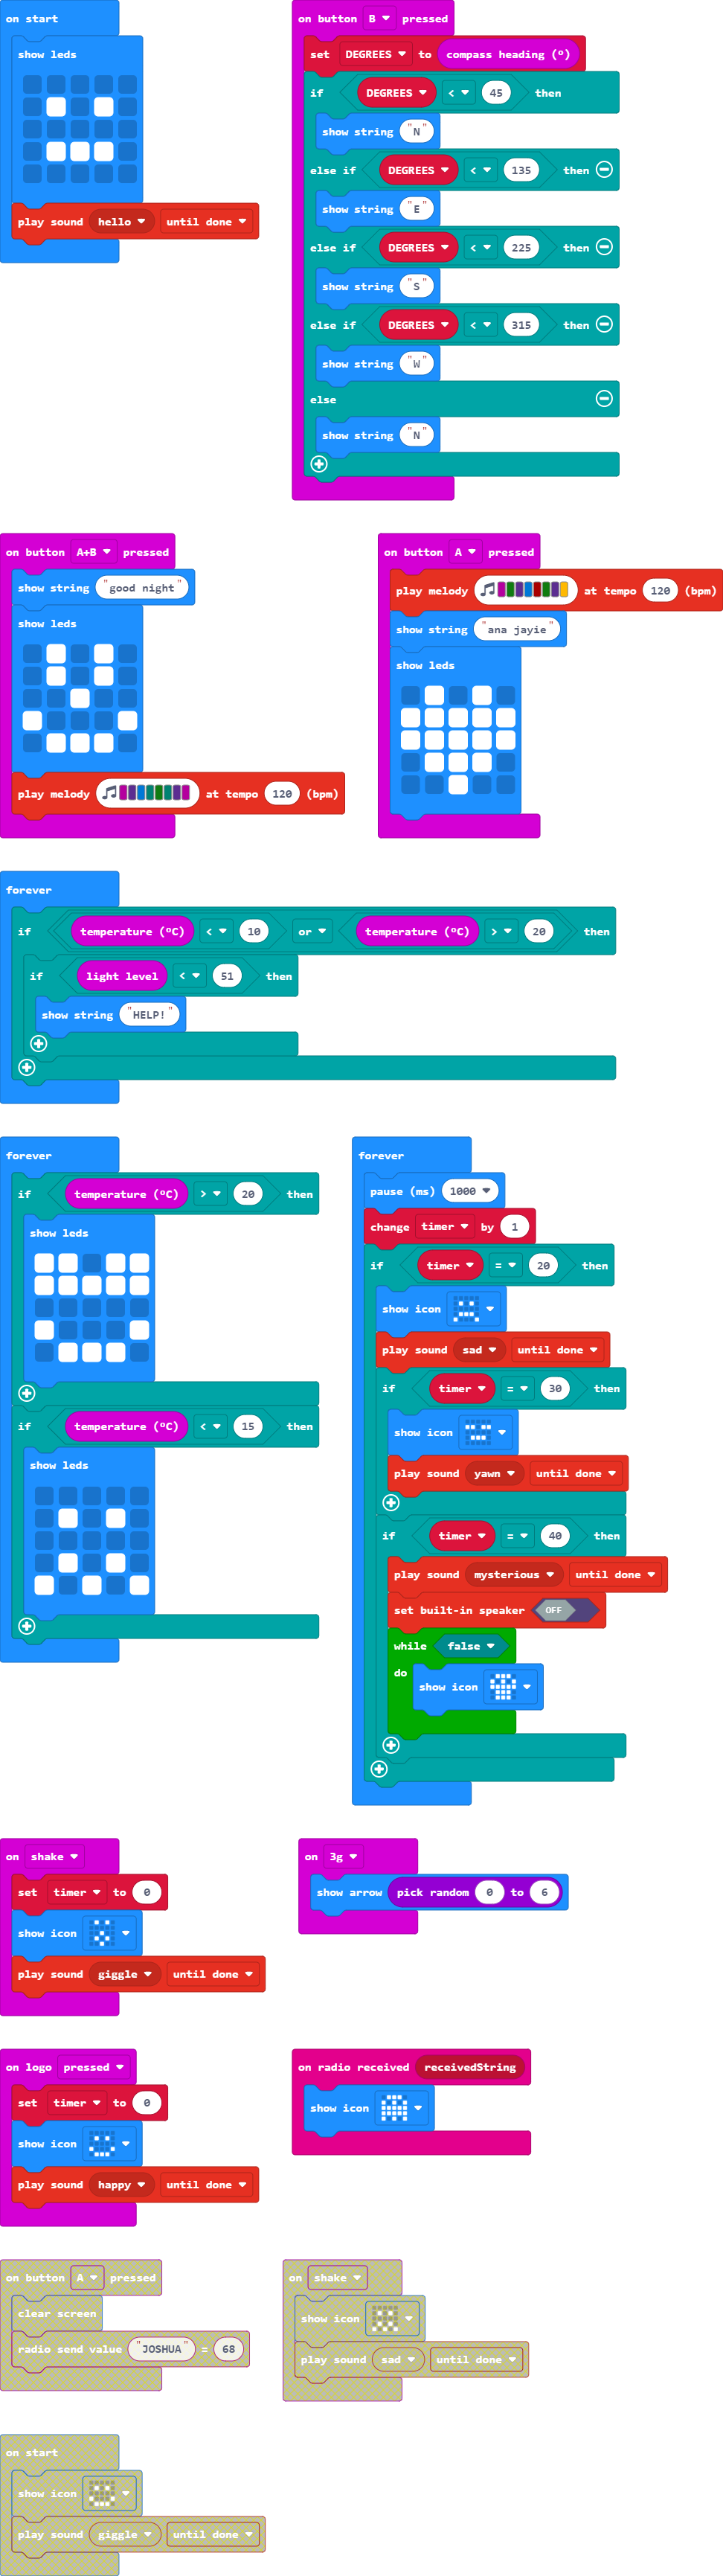 on start
show leds
play sound hello until done
on button B pressed
set DEGREES to compass heading (º)
if DEGREES < 45 then
show string "N"
else if DEGREES < 135 then
show string "E"
else if DEGREES < 225 then
show string "S"
else if DEGREES < 315 then
show string "W"
else
show string "N"
on button A+B pressed
show string "good night"
show leds
play melody at tempo 120 (bpm)
on button A pressed
play melody at tempo 120 (bpm)
show string "ana jayie"
show leds
forever
if temperature (ºC) < 10 or temperature (ºC) > 20 then
if light level < 51 then
show string "HELP!"
forever
if temperature (ºC) > 20 then
show leds
if temperature (ºC) < 15 then
show leds
forever
pause (ms) 1000
change timer by 1
if timer = 20 then
show icon
play sound sad until done
if timer = 30 then
show icon
play sound yawn until done
if timer = 40 then
play sound mysterious until done
set built-in speaker OFF
while false
do show icon
on shake
set timer to 0
show icon
play sound giggle until done
on 3g
show arrow pick random 0 to 6
on logo pressed
set timer to 0
show icon
play sound happy until done
on radio received receivedString
show icon
on button A pressed
clear screen
radio send value "JOSHUA" = 68
on shake
show icon
play sound sad until done
on start
show icon
play sound giggle until done